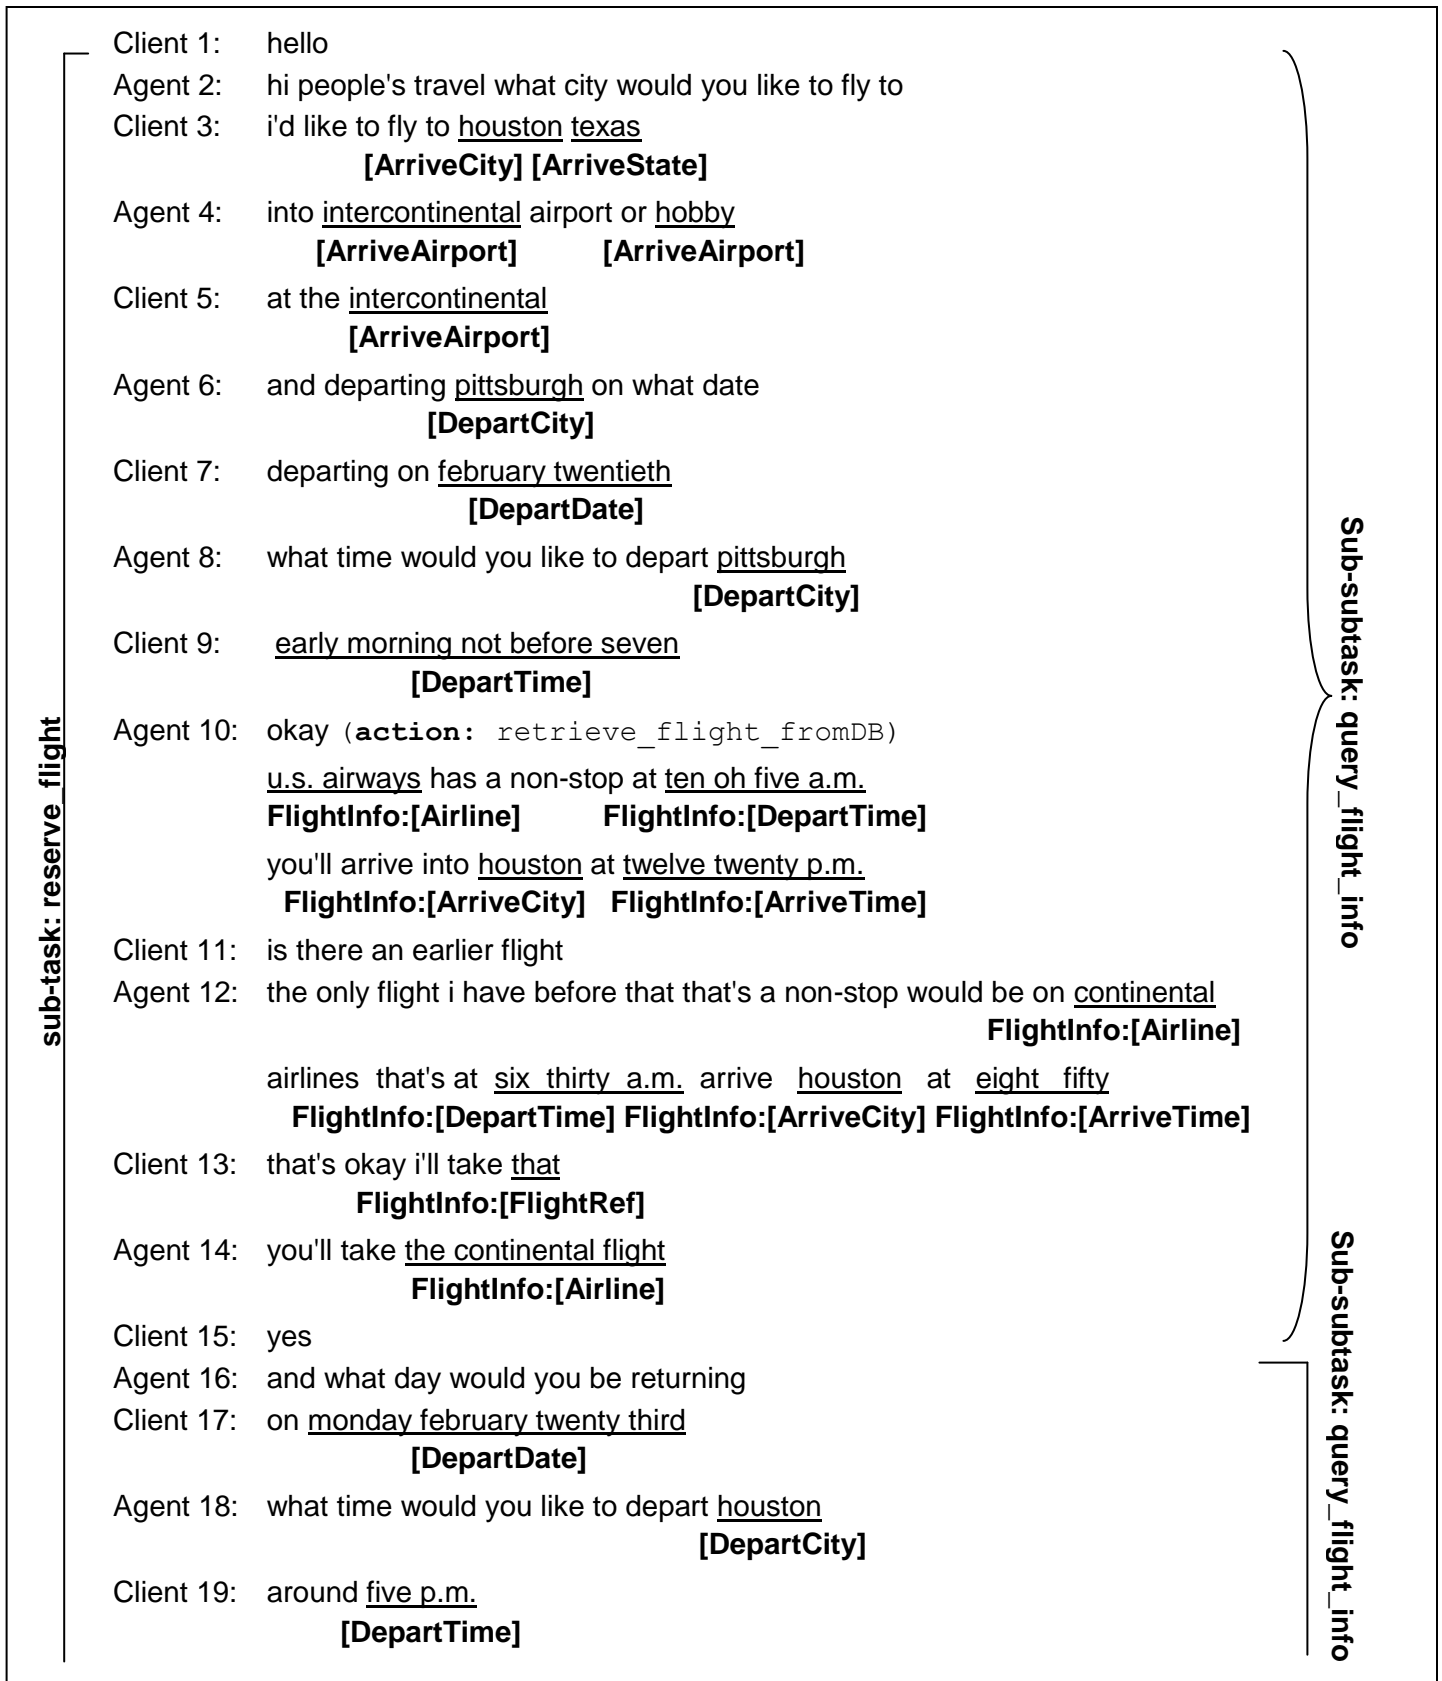 Client 1: hello
Agent 2: hi people's travel what city would you like to fly to
Client 3: i'd like to fly to houston texas
[ArriveCity] [ArriveState]
Agent 4: into intercontinental airport or hobby
[ArriveAirport] [ArriveAirport]
Client 5: at the intercontinental
[ArriveAirport]
Agent 6: and departing pittsburgh on what date
[DepartCity]
Client 7: departing on february twentieth
[DepartDate]
Agent 8: what time would you like to depart pittsburgh
[DepartCity]
Client 9: early morning not before seven
[DepartTime]
Agent 10: okay (action: retrieve_flight_fromDB)
u.s. airways has a non-stop at ten oh five a.m.
FlightInfo:[Airline] FlightInfo:[DepartTime]
you'll arrive into houston at twelve twenty p.m.
FlightInfo:[ArriveCity] FlightInfo:[ArriveTime]
Client 11: is there an earlier flight
Agent 12: the only flight i have before that that's a non-stop would be on continental
FlightInfo:[Airline]
airlines that's at six thirty a.m. arrive houston at eight fifty
FlightInfo:[DepartTime] FlightInfo:[ArriveCity] FlightInfo:[ArriveTime]
Client 13: that's okay i'll take that
FlightInfo:[FlightRef]
Agent 14: you'll take the continental flight
FlightInfo:[Airline]
Client 15: yes
Agent 16: and what day would you be returning
Client 17: on monday february twenty third
[DepartDate]
Agent 18: what time would you like to depart houston
[DepartCity]
Client 19: around five p.m.
[DepartTime]
sub-task: reserve_flight
Sub-subtask: query_flight_info
Sub-subtask: query_flight_info